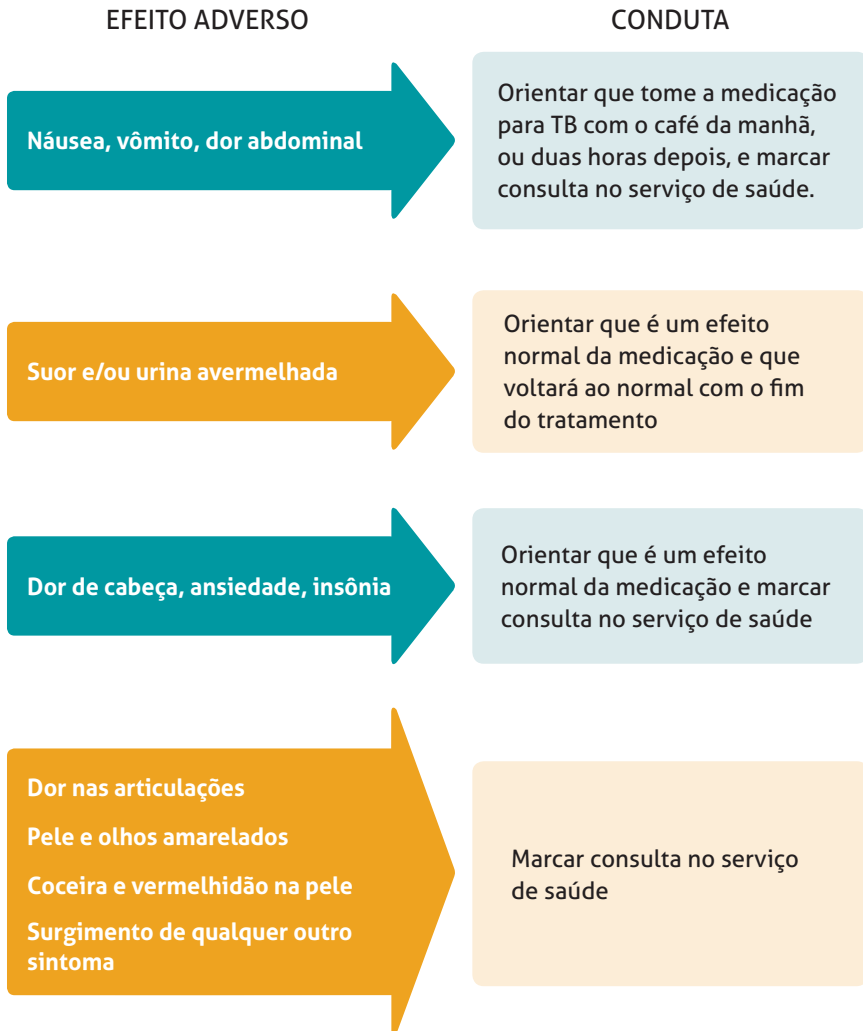 EFEITO ADVERSO
CONDUTA
Náusea, vômito, dor abdominal
Orientar que tome a medicação
para TB com o café da manhã,
ou duas horas depois, e marcar
consulta no serviço de saúde.
Suor e/ou urina avermelhada
Orientar que é um efeito
normal da medicação e que
voltará ao normal com o fim
do tratamento
Dor de cabeça, ansiedade, insônia
Orientar que é um efeito
normal da medicação e marcar
consulta no serviço de saúde
Dor nas articulações
Pele e olhos amarelados
Coceira e vermelhidão na pele
Surgimento de qualquer outro
sintoma
Marcar consulta no serviço
de saúde